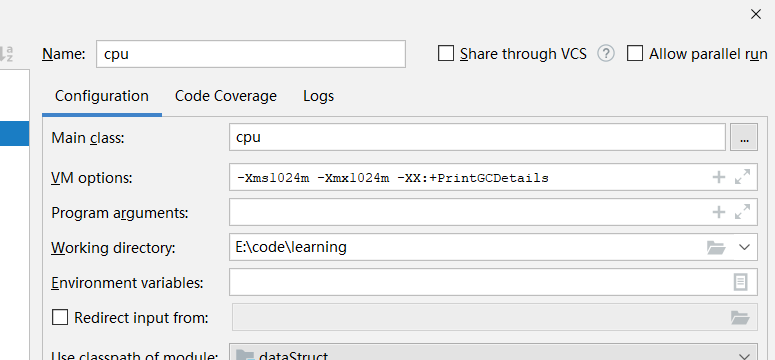 Name: cpu Share through VCS ? Allow parallel run
Configuration Code Coverage Logs
Main class: cpu ...
VM options: -Xms1024m -Xmx1024m -XX:+PrintGCDetails
Program arguments:
Working directory: E:\code\learning
Environment variables:
Redirect input from:
Use classpath of module: dataStruct